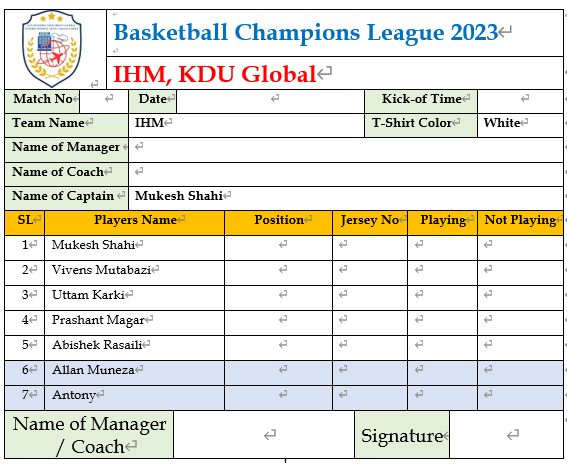 Basketball Champions League 2023
IHM, KDU Global
Match No Date Kick-of Time
Team Name IHM T-Shirt Color White
Name of Manager
Name of Coach
Name of Captain Mukesh Shahi
SL Players Name Position Jersey No Playing Not Playing
1 Mukesh Shahi
2 Vivens Mutabazi
3 Uttam Karki
4 Prashant Magar
5 Abishek Rasaili
6 Allan Muneza
7 Antony
Name of Manager
/ Coach Signature